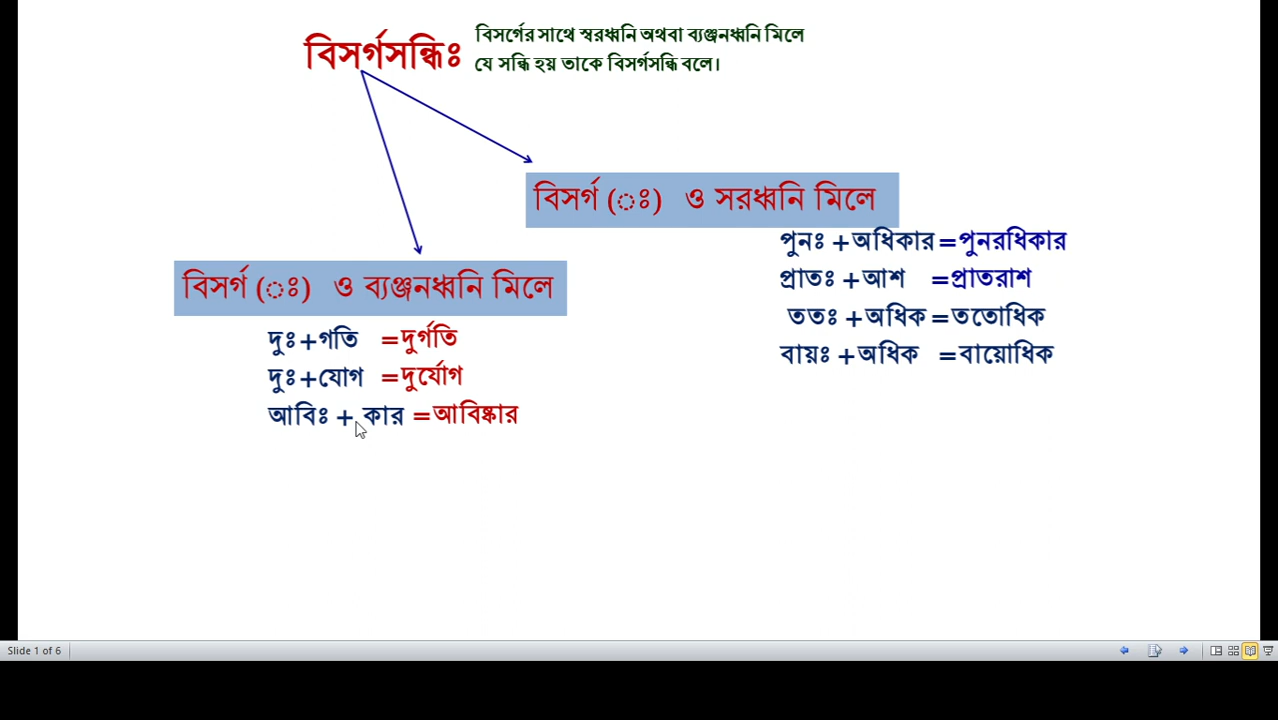 বিসর্গসন্ধিঃ
বিসর্গের সাথে স্বরধ্বনি অথবা ব্যঞ্জনধ্বনি মিলে
যে সন্ধি হয় তাকে বিসর্গসন্ধি বলে।
বিসর্গ (ঃ) ও সরধ্বনি মিলে
পুনঃ +অধিকার =পুনরধিকার
প্রাতঃ +আশ =প্রাতরাশ
ততঃ +অধিক =ততোধিক
বায়ঃ +অধিক =বায়োধিক
বিসর্গ (ঃ) ও ব্যঞ্জনধ্বনি মিলে
দুঃ+গতি =দুর্গতি
দুঃ+যোগ =দুর্যোগ
আবিঃ + কার =আবিষ্কার
Slide 1 of 6